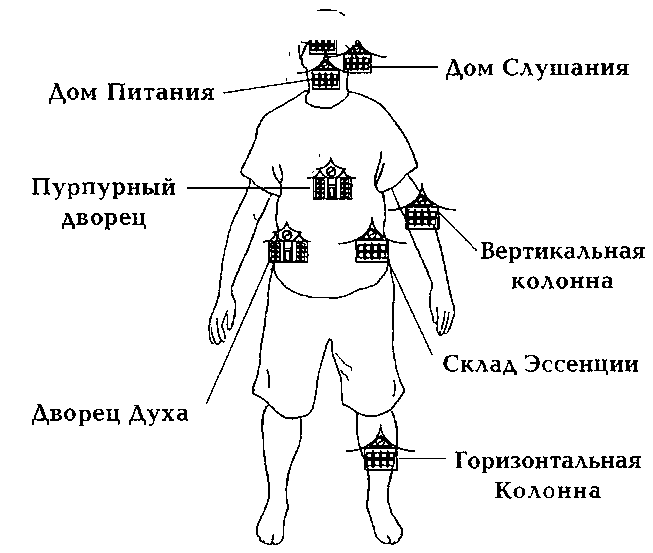 Дом Слушания
Дом Питания
Пурпурный
дворец
Вертикальная
колонна
Склад Эссенции
Дворец Духа
Горизонтальная
Колонна